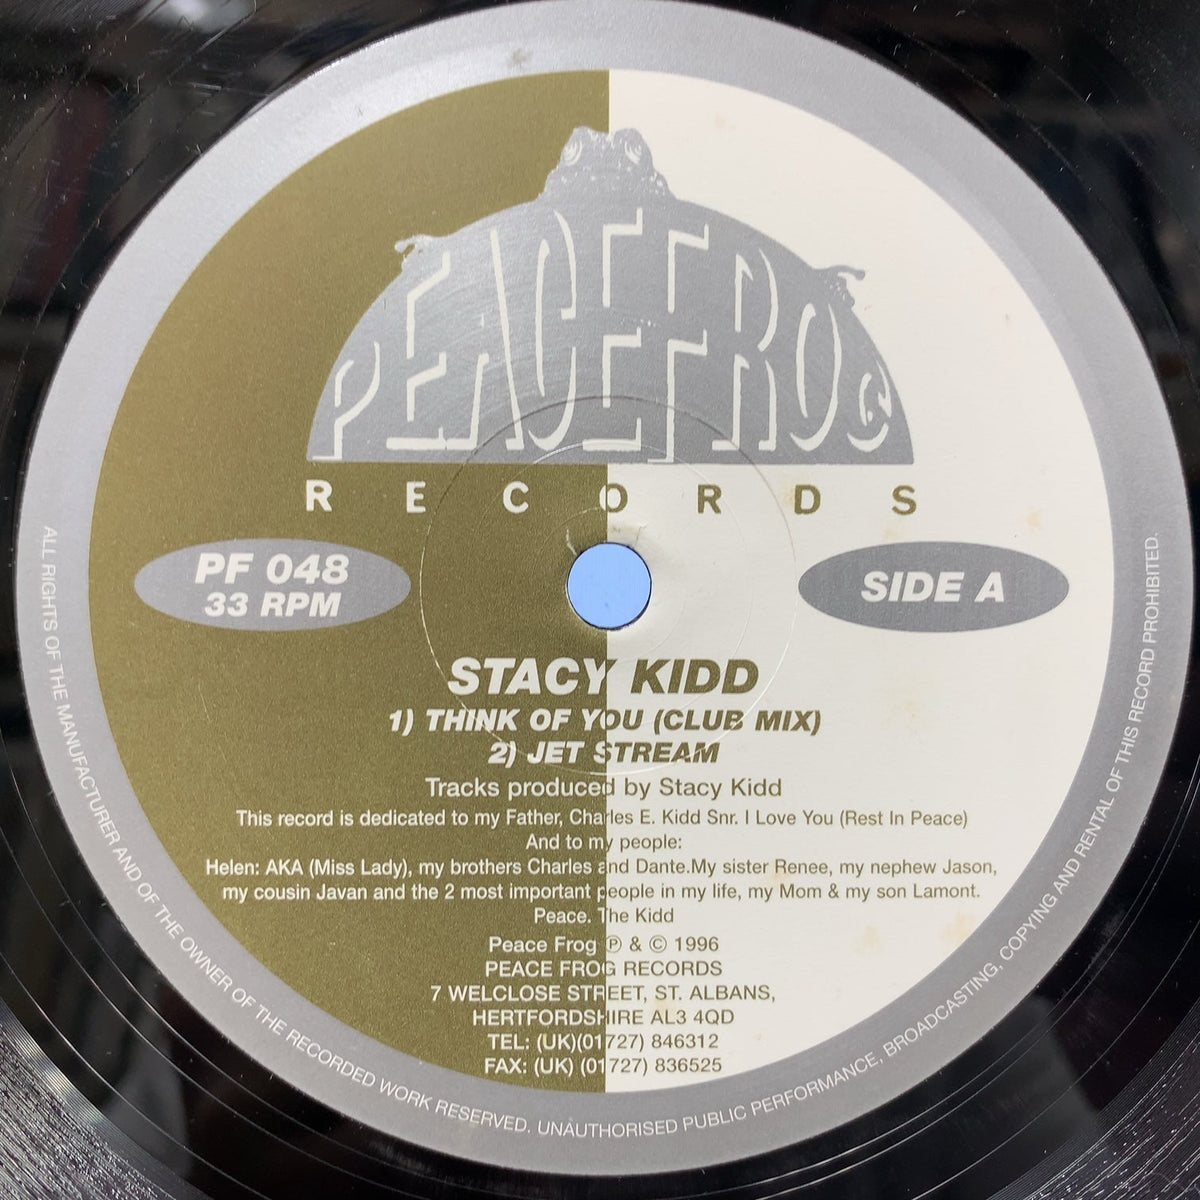 PEACEFROG
RECORDS
PF 048
33 RPM
SIDE A
STACY KIDD
1) THINK OF YOU (CLUB MIX)
2) JET STREAM
Tracks produced by Stacy Kidd
This record is dedicated to my Father, Charles E. Kidd Snr. I Love You (Rest In Peace)
And to my people:
Helen: AKA (Miss Lady), my brothers Charles and Dante.My sister Renee, my nephew Jason,
my cousin Javan and the 2 most important people in my life, my Mom & my son Lamont.
Peace. The Kidd
Peace Frog ℗ & © 1996
PEACE FROG RECORDS
7 WELCLOSE STREET, ST. ALBANS,
HERTFORDSHIRE AL3 4QD
TEL: (UK)(01727) 846312
FAX: (UK) (01727) 836525
ALL RIGHTS OF THE MANUFACTURER AND OF THE OWNER OF THE RECORDED WORK RESERVED. UNAUTHORISED PUBLIC PERFORMANCE, BROADCASTING, COPYING AND RENTAL OF THIS RECORD PROHIBITED.